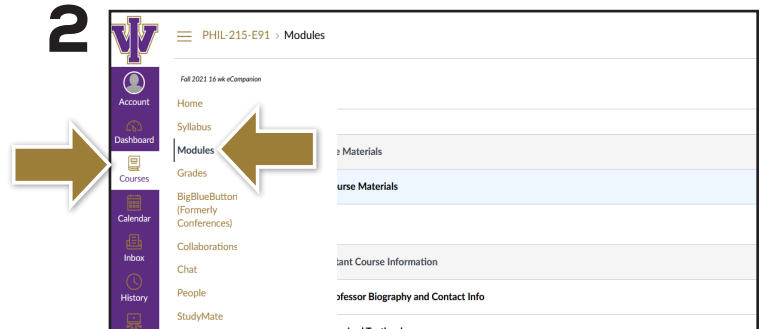 2
PHIL-215-E91 › Modules
Fall 2021 16 wk eCompanion
Account
Dashboard
Courses
Calendar
Inbox
History
Home
Syllabus
Modules
Grades
BigBlueButton
(Formerly
Conferences)
Collaborations
Chat
People
StudyMate
e Materials
urse Materials
tant Course Information
ofessor Biography and Contact Info